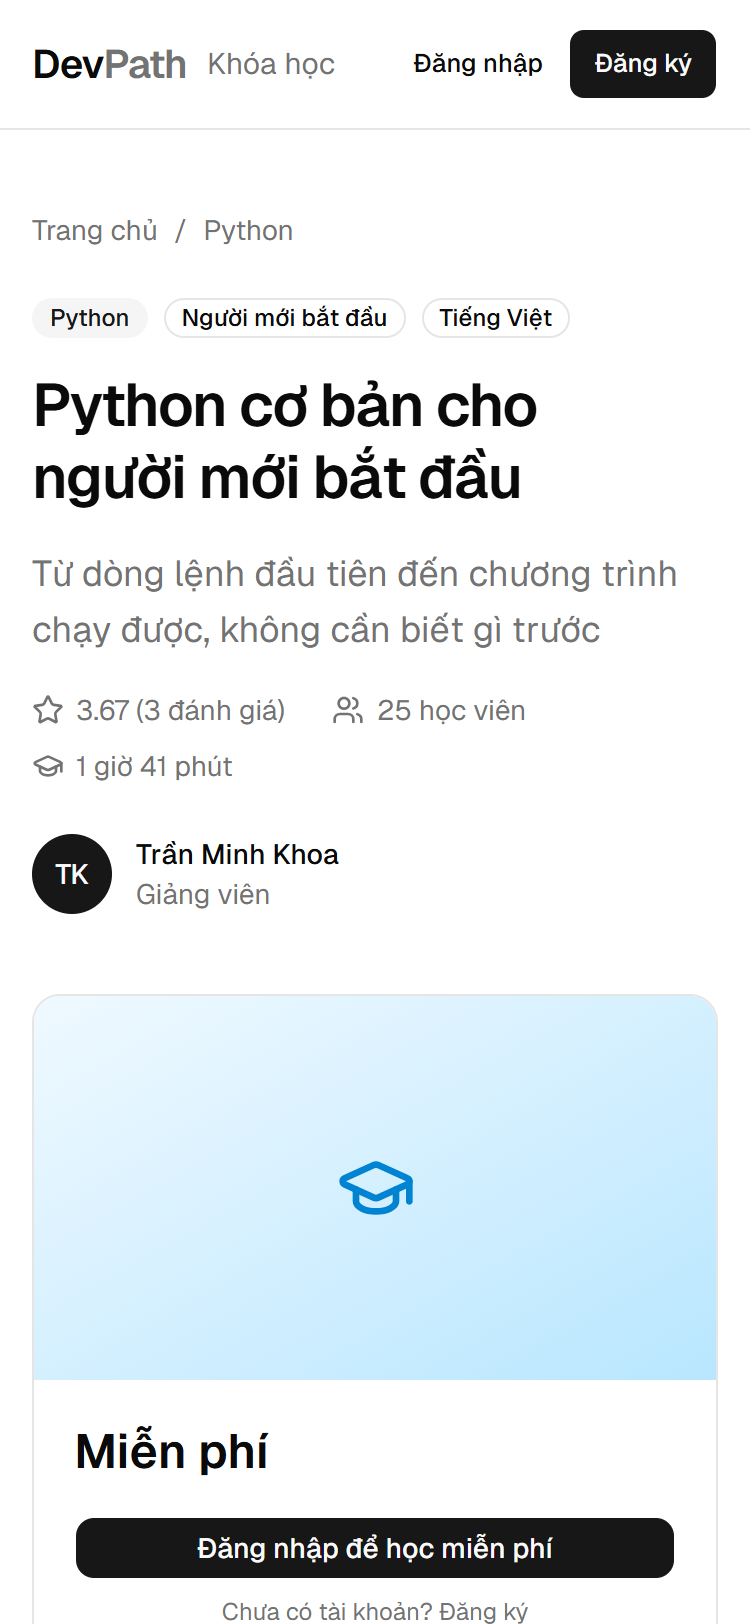 DevPath Khóa học Đăng nhập Đăng ký
Trang chủ / Python
Python Người mới bắt đầu Tiếng Việt
Python cơ bản cho
người mới bắt đầu
Từ dòng lệnh đầu tiên đến chương trình
chạy được, không cần biết gì trước
3.67 (3 đánh giá) 25 học viên
1 giờ 41 phút
TK
Trần Minh Khoa
Giảng viên
Miễn phí
Đăng nhập để học miễn phí
Chưa có tài khoản? Đăng ký